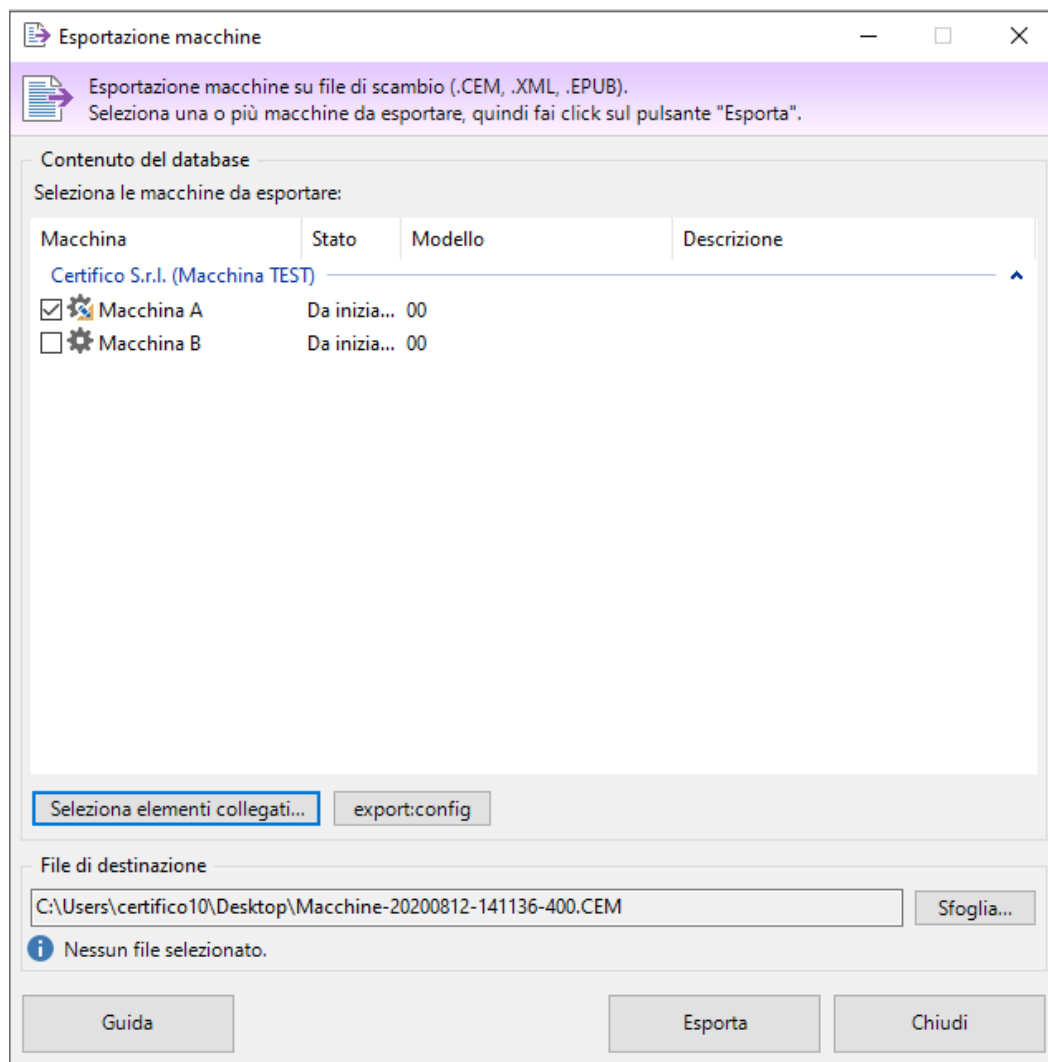 Esportazione macchine
Esportazione macchine su file di scambio (.CEM, .XML, .EPUB).
Seleziona una o più macchine da esportare, quindi fai click sul pulsante "Esporta".
Contenuto del database
Seleziona le macchine da esportare:
Macchina Stato Modello Descrizione
Certifico S.r.l. (Macchina TEST)
Macchina A Da inizia... 00
Macchina B Da inizia... 00
Seleziona elementi collegati... export:config
File di destinazione
C:\Users\certifico10\Desktop\Macchine-20200812-141136-400.CEM Sfoglia...
Nessun file selezionato.
Guida Esporta Chiudi